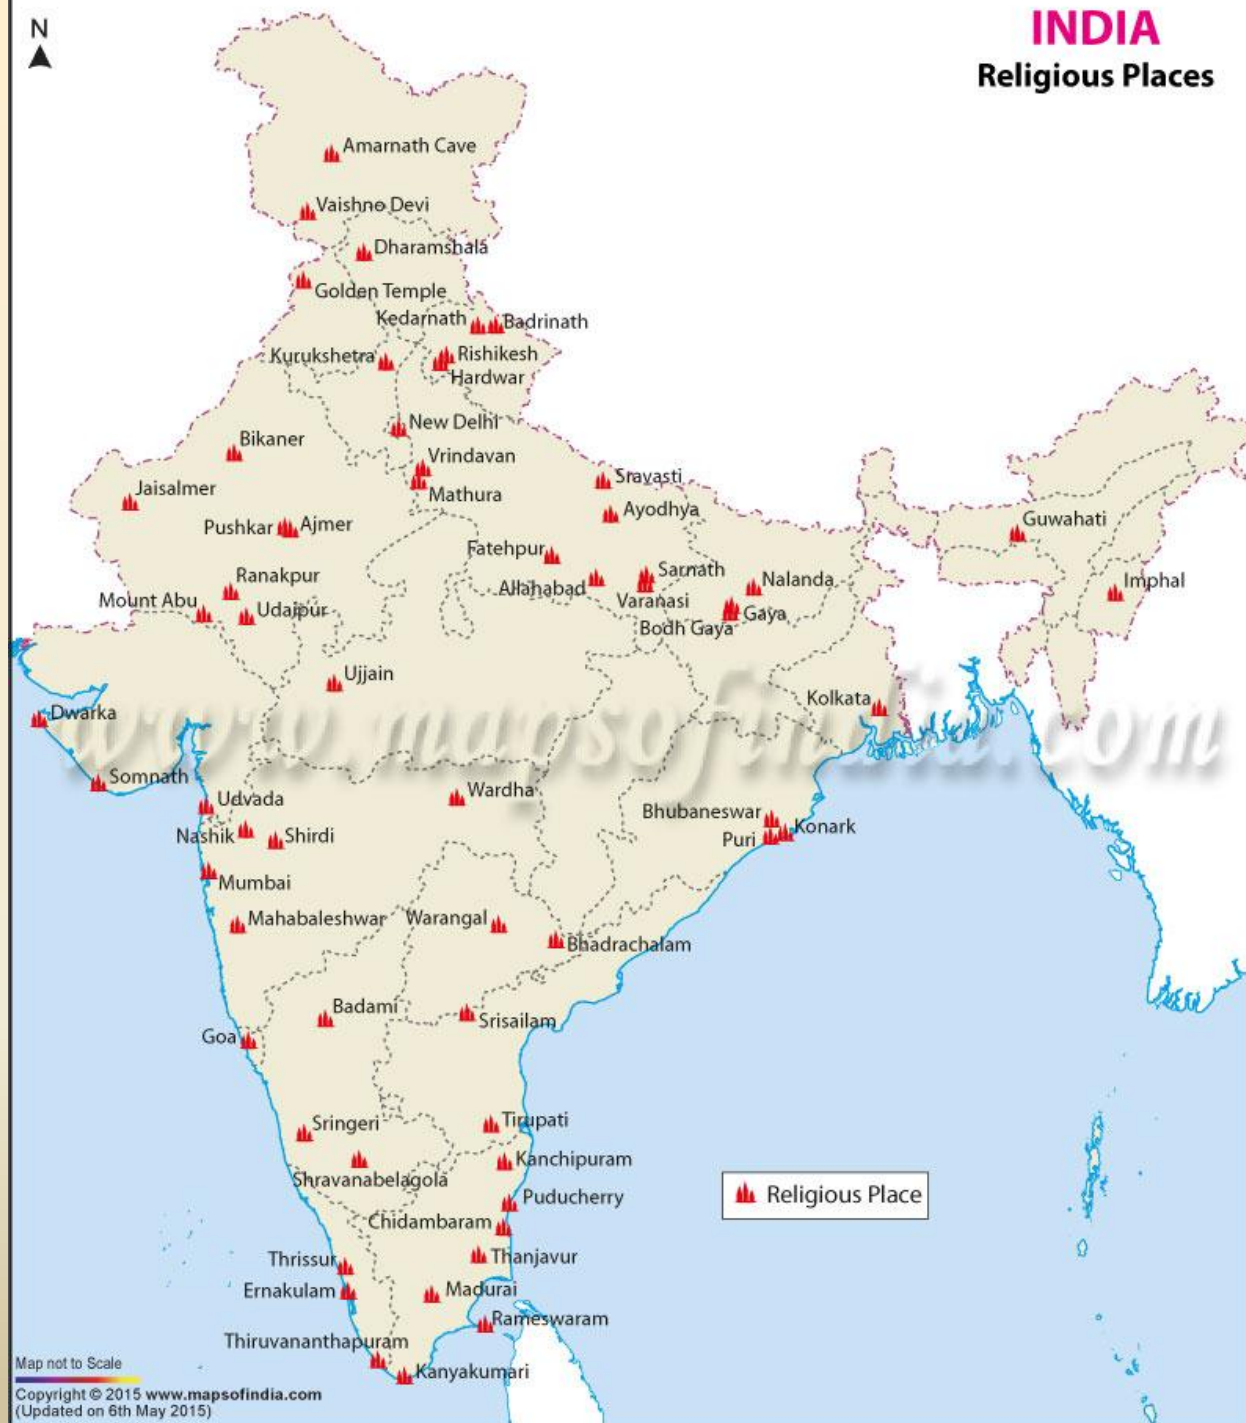 N
INDIA
Religious Places
Amarnath Cave
Vaishno Devi
Dharamshala
Golden Temple
Kedarnath
Badrinath
Kurukshetra
Rishikesh
Hardwar
New Delhi
Bikaner
Vrindavan
Jaisalmer
Mathura
Sravasti
Pushkar
Ajmer
Ayodhya
Guwahati
Fatehpur
Ranakpur
Allahabad
Sarnath
Nalanda
Imphal
Mount Abu
Udaipur
Varanasi
Gaya
Bodh Gaya
Ujjain
Kolkata
Dwarka
www.mapsofindia.com
Somnath
Udvada
Wardha
Bhubaneswar
Nashik
Shirdi
Konark
Puri
Mumbai
Mahabaleshwar
Warangal
Bhadrachalam
Badami
Srisailam
Goa
Sringeri
Tirupati
Shravanabelagola
Kanchipuram
Religious Place
Puducherry
Chidambaram
Thrissur
Thanjavur
Ernakulam
Madurai
Rameswaram
Thiruvananthapuram
Kanyakumari
Map not to Scale
Copyright © 2015 www.mapsofindia.com
(Updated on 6th May 2015)